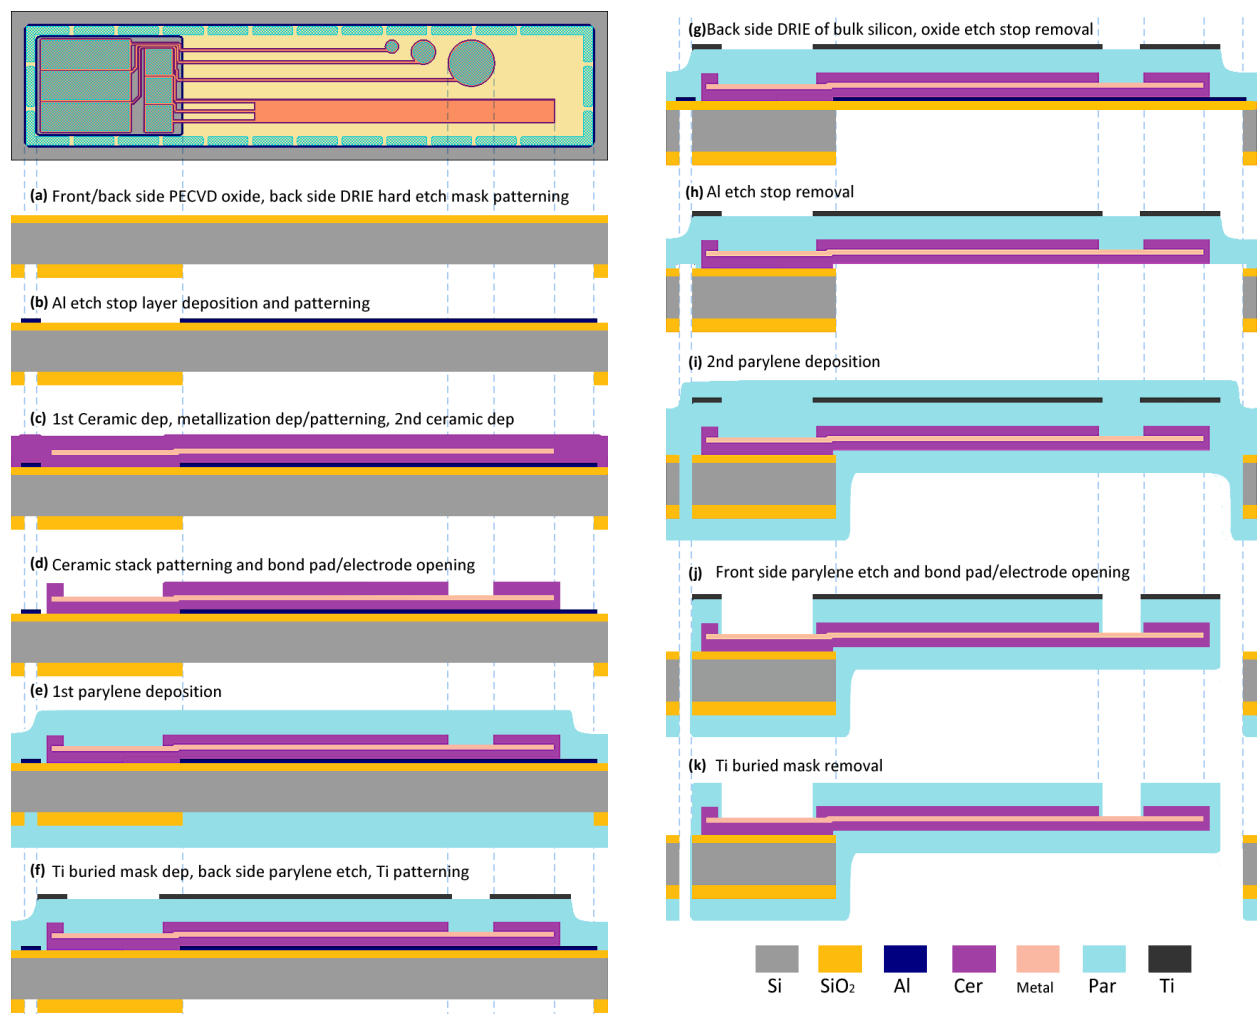 (a) Front/back side PECVD oxide, back side DRIE hard etch mask patterning
(b) Al etch stop layer deposition and patterning
(c) 1st Ceramic dep, metallization dep/patterning, 2nd ceramic dep
(d) Ceramic stack patterning and bond pad/electrode opening
(e) 1st parylene deposition
(f) Ti buried mask dep, back side parylene etch, Ti patterning
(g)Back side DRIE of bulk silicon, oxide etch stop removal
(h) Al etch stop removal
(i) 2nd parylene deposition
(j) Front side parylene etch and bond pad/electrode opening
(k) Ti buried mask removal
Si SiO₂ Al Cer Metal Par Ti